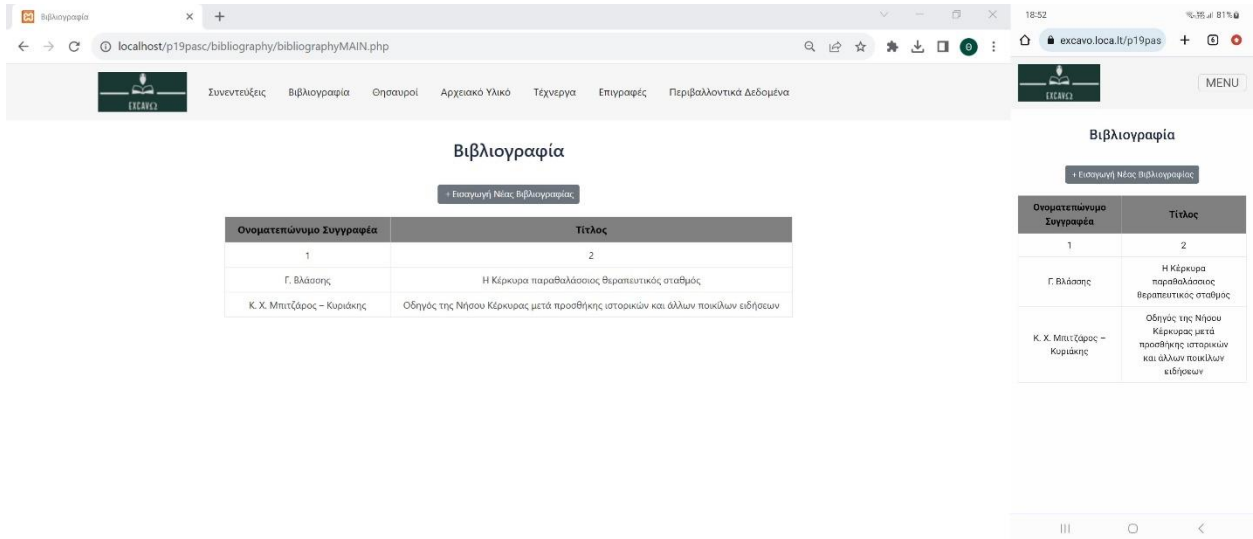 Βιβλιογραφία
localhost/p19pasc/bibliography/bibliographyMAIN.php
ΕΧCAVΩ
Συνεντεύξεις Βιβλιογραφία Θησαυροί Αρχειακό Υλικό Τέχνεργα Επιγραφές Περιβαλλοντικά Δεδομένα
Βιβλιογραφία
+ Εισαγωγή Νέας Βιβλιογραφίας
Ονοματεπώνυμο Συγγραφέα Τίτλος
1 2
Γ. Βλάσσης Η Κέρκυρα παραθαλάσσιος θεραπευτικός σταθμός
Κ. Χ. Μπιτζάρος – Κυριάκης Οδηγός της Νήσου Κέρκυρας μετά προσθήκης ιστορικών και άλλων ποικίλων ειδήσεων
18:52 81%
excavo.loca.lt/p19pas 6
ΕΧCAVΩ
MENU
Βιβλιογραφία
+ Εισαγωγή Νέας Βιβλιογραφίας
Ονοματεπώνυμο
Συγγραφέα
Τίτλος
1 2
Γ. Βλάσσης
Η Κέρκυρα
παραθαλάσσιος
θεραπευτικός σταθμός
Κ. Χ. Μπιτζάρος –
Κυριάκης
Οδηγός της Νήσου
Κέρκυρας μετά
προσθήκης ιστορικών
και άλλων ποικίλων
ειδήσεων